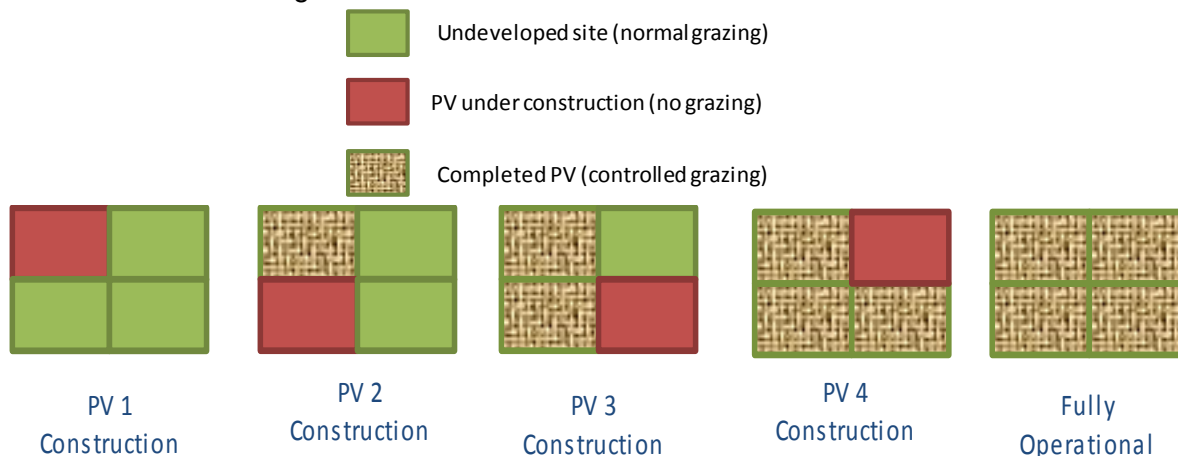 Undeveloped site (normal grazing)
PV under construction (no grazing)
Completed PV (controlled grazing)
PV 1
Construction
PV 2
Construction
PV 3
Construction
PV 4
Construction
Fully
Operational